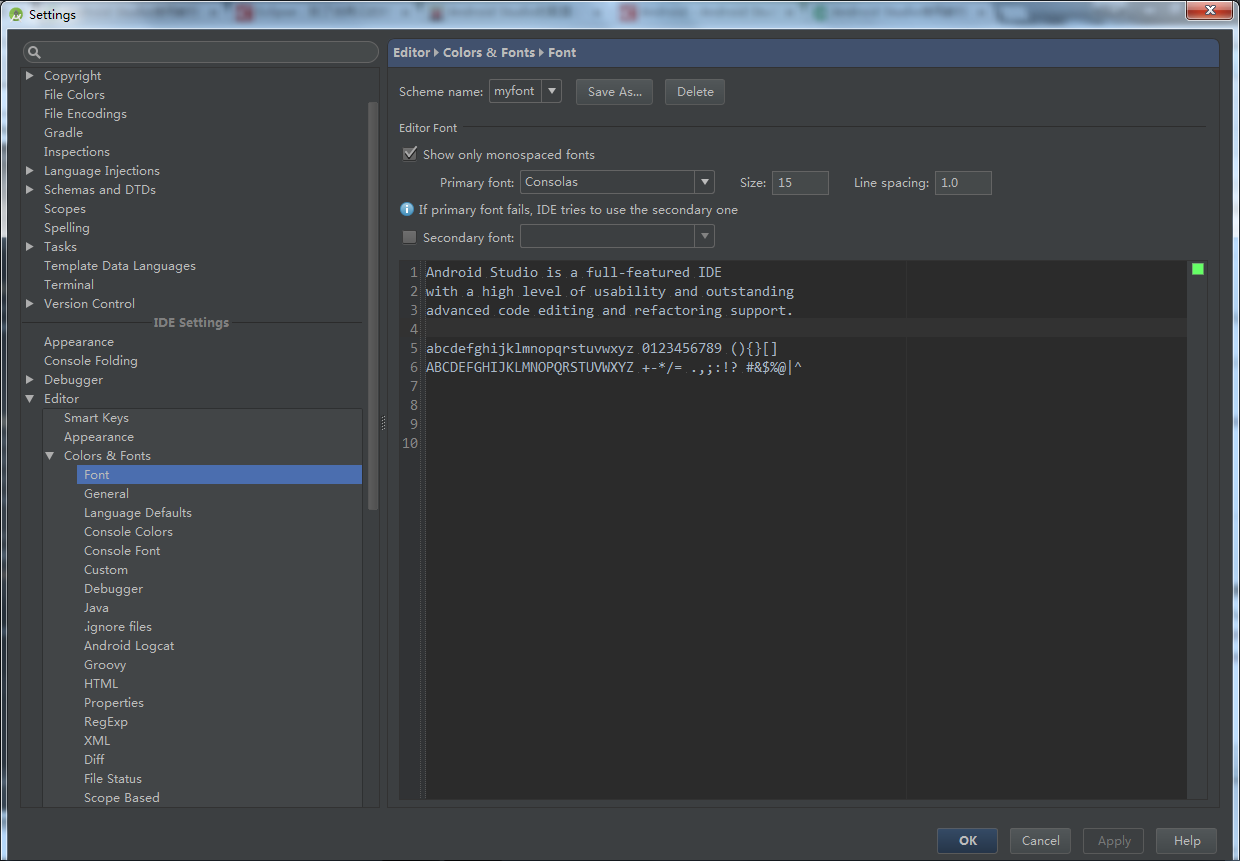 Settings
Copyright
File Colors
File Encodings
Gradle
Inspections
Language Injections
Schemas and DTDs
Scopes
Spelling
Tasks
Template Data Languages
Terminal
Version Control
IDE Settings
Appearance
Console Folding
Debugger
Editor
Smart Keys
Appearance
Colors & Fonts
Font
General
Language Defaults
Console Colors
Console Font
Custom
Debugger
Java
.ignore files
Android Logcat
Groovy
HTML
Properties
RegExp
XML
Diff
File Status
Scope Based
Editor ▸ Colors & Fonts ▸ Font
Scheme name: myfont Save As... Delete
Editor Font
Show only monospaced fonts
Primary font: Consolas Size: 15 Line spacing: 1.0
If primary font fails, IDE tries to use the secondary one
Secondary font:
1 Android Studio is a full-featured IDE
2 with a high level of usability and outstanding
3 advanced code editing and refactoring support.
4
5 abcdefghijklmnopqrstuvwxyz 0123456789 (){}[]
6 ABCDEFGHIJKLMNOPQRSTUVWXYZ +-*/= .,;:!? #&$%@|^
7
8
9
10
OK Cancel Apply Help